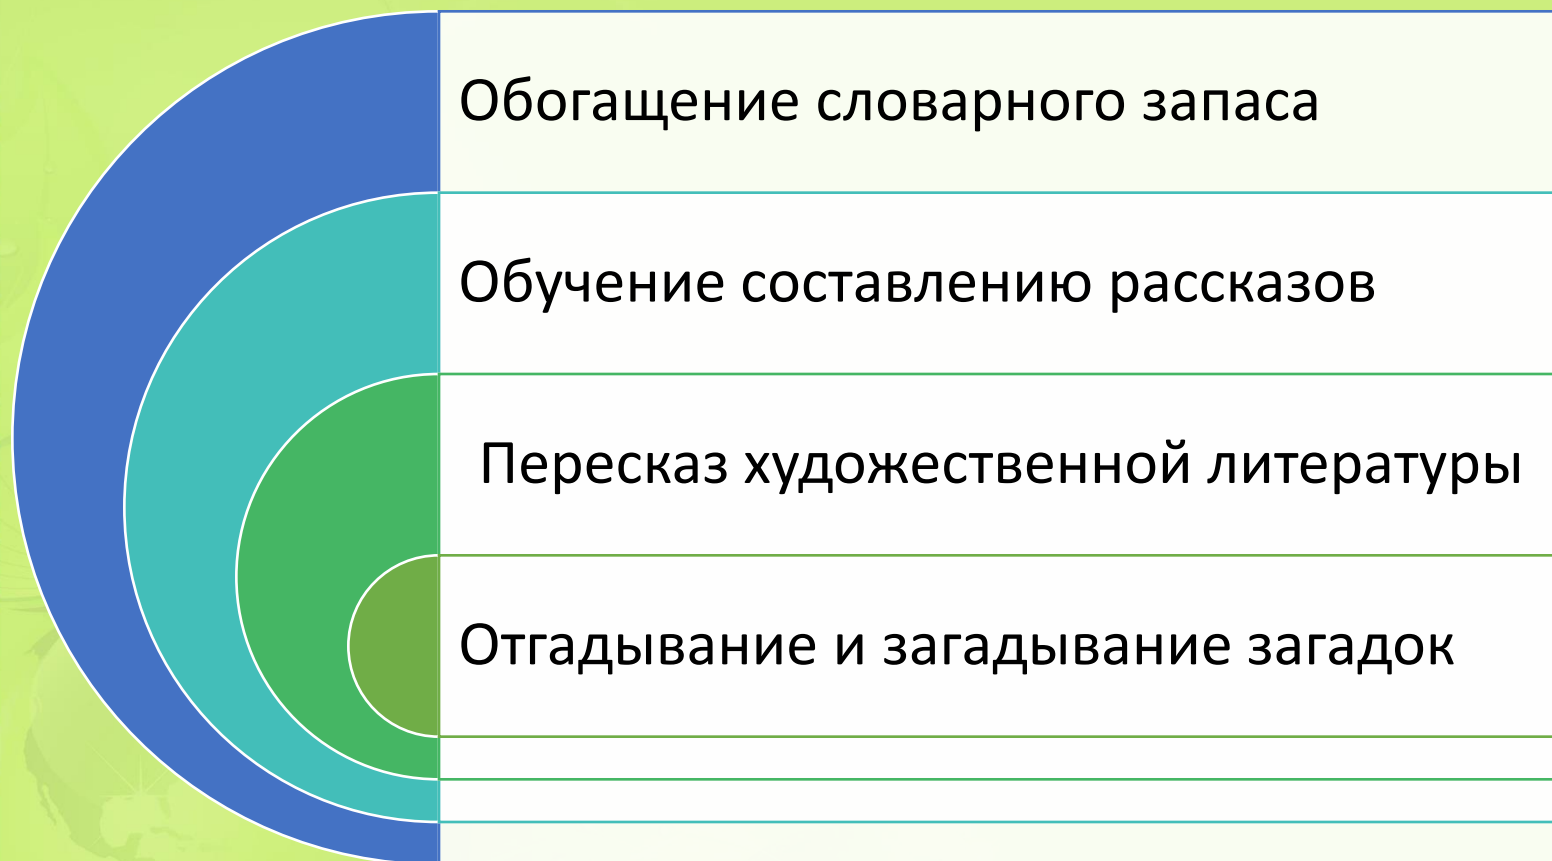 Обогащение словарного запаса
Обучение составлению рассказов
Пересказ художественной литературы
Отгадывание и загадывание загадок